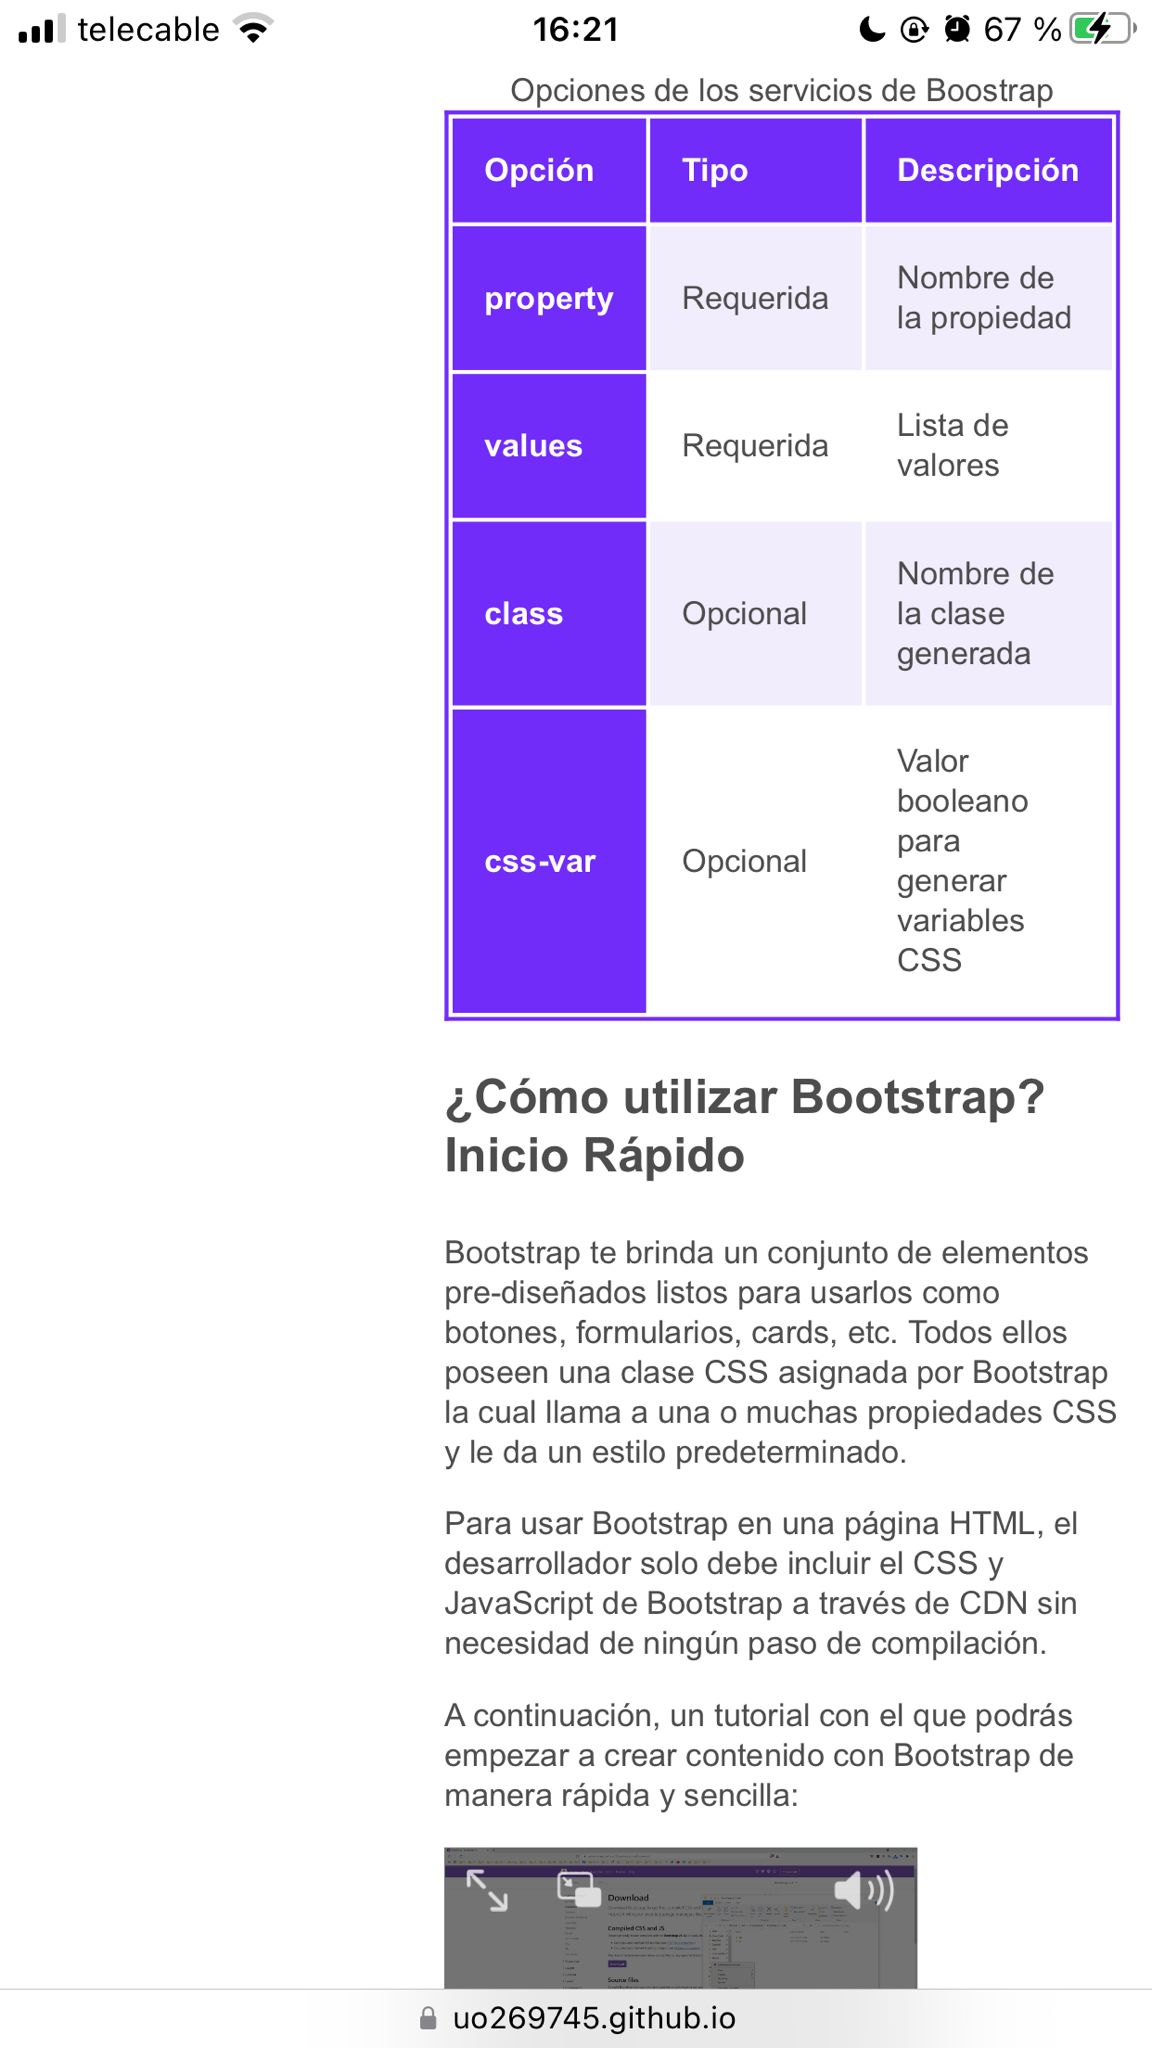 telecable
16:21
67 %
Opciones de los servicios de Boostrap
Opción Tipo Descripción
property Requerida Nombre de
la propiedad
values Requerida Lista de
valores
class Opcional Nombre de
la clase
generada
css-var Opcional Valor
booleano
para
generar
variables
CSS
¿Cómo utilizar Bootstrap?
Inicio Rápido
Bootstrap te brinda un conjunto de elementos
pre-diseñados listos para usarlos como
botones, formularios, cards, etc. Todos ellos
poseen una clase CSS asignada por Bootstrap
la cual llama a una o muchas propiedades CSS
y le da un estilo predeterminado.
Para usar Bootstrap en una página HTML, el
desarrollador solo debe incluir el CSS y
JavaScript de Bootstrap a través de CDN sin
necesidad de ningún paso de compilación.
A continuación, un tutorial con el que podrás
empezar a crear contenido con Bootstrap de
manera rápida y sencilla:
Download
Compiled CSS and JS
Source files
uo269745.github.io